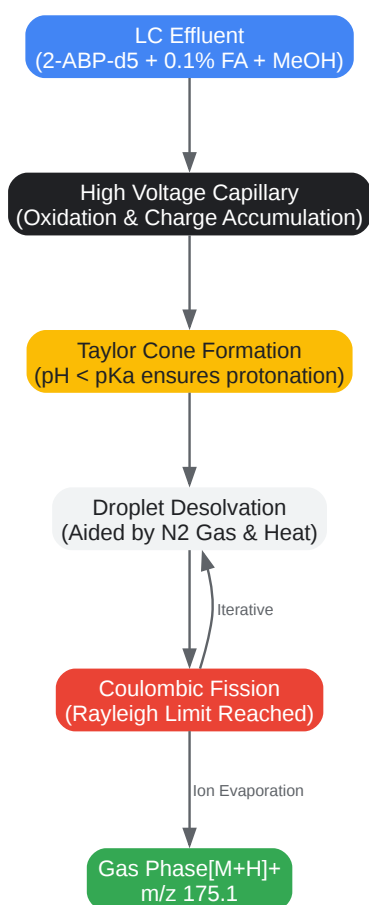 LC Effluent
(2-ABP-d5 + 0.1% FA + MeOH)
High Voltage Capillary
(Oxidation & Charge Accumulation)
Taylor Cone Formation
(pH < pKa ensures protonation)
Droplet Desolvation
(Aided by N2 Gas & Heat)
Iterative
Coulombic Fission
(Rayleigh Limit Reached)
Ion Evaporation
Gas Phase[M+H]+
m/z 175.1